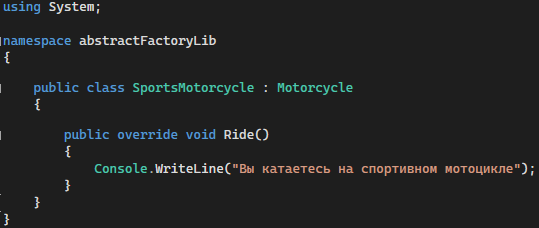 using System;
namespace abstractFactoryLib
{
public class SportsMotorcycle : Motorcycle
{
public override void Ride()
{
Console.WriteLine("Вы катаетесь на спортивном мотоцикле");
}
}
}